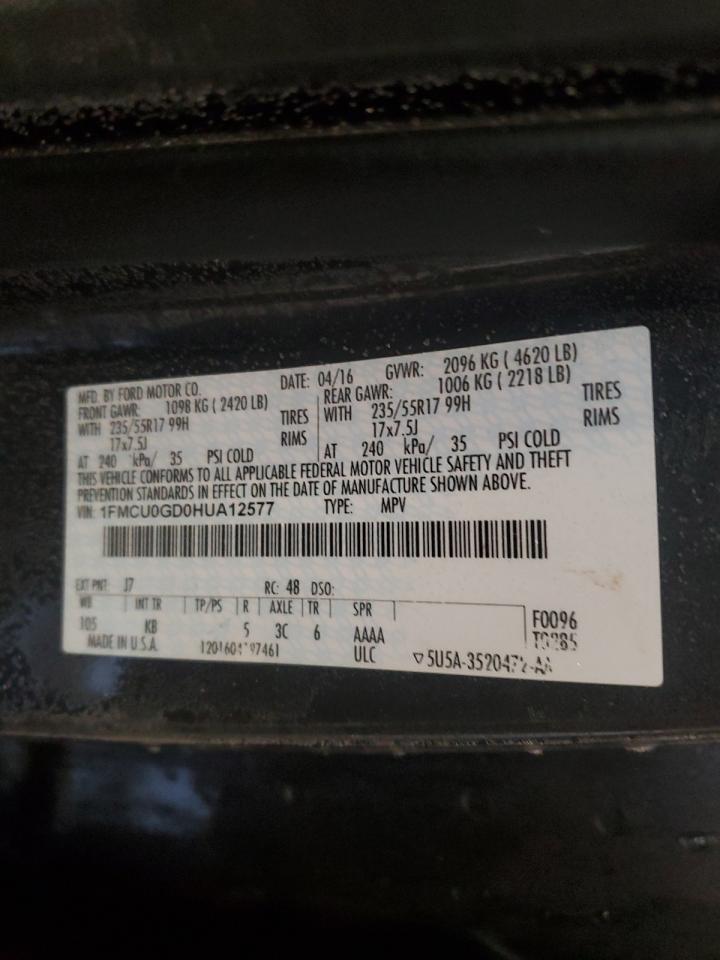 MFD. BY FORD MOTOR CO. DATE: 04/16 GVWR: 2096 KG ( 4620 LB)
FRONT GAWR: 1098 KG ( 2420 LB) REAR GAWR: 1006 KG ( 2218 LB)
WITH 235/55R17 99H TIRES WITH 235/55R17 99H TIRES
17x7.5J RIMS 17x7.5J RIMS
AT 240 kPa/ 35 PSI COLD AT 240 kPa/ 35 PSI COLD
THIS VEHICLE CONFORMS TO ALL APPLICABLE FEDERAL MOTOR VEHICLE SAFETY AND THEFT
PREVENTION STANDARDS IN EFFECT ON THE DATE OF MANUFACTURE SHOWN ABOVE.
VIN: 1FMCU0GD0HUA12577 TYPE: MPV
EXT PNT: J7 RC: 48 DSO:
WB INT TR TP/PS R AXLE TR SPR
105 KB 5 3C 6 AAAA F0096
MADE IN U.S.A. ULC